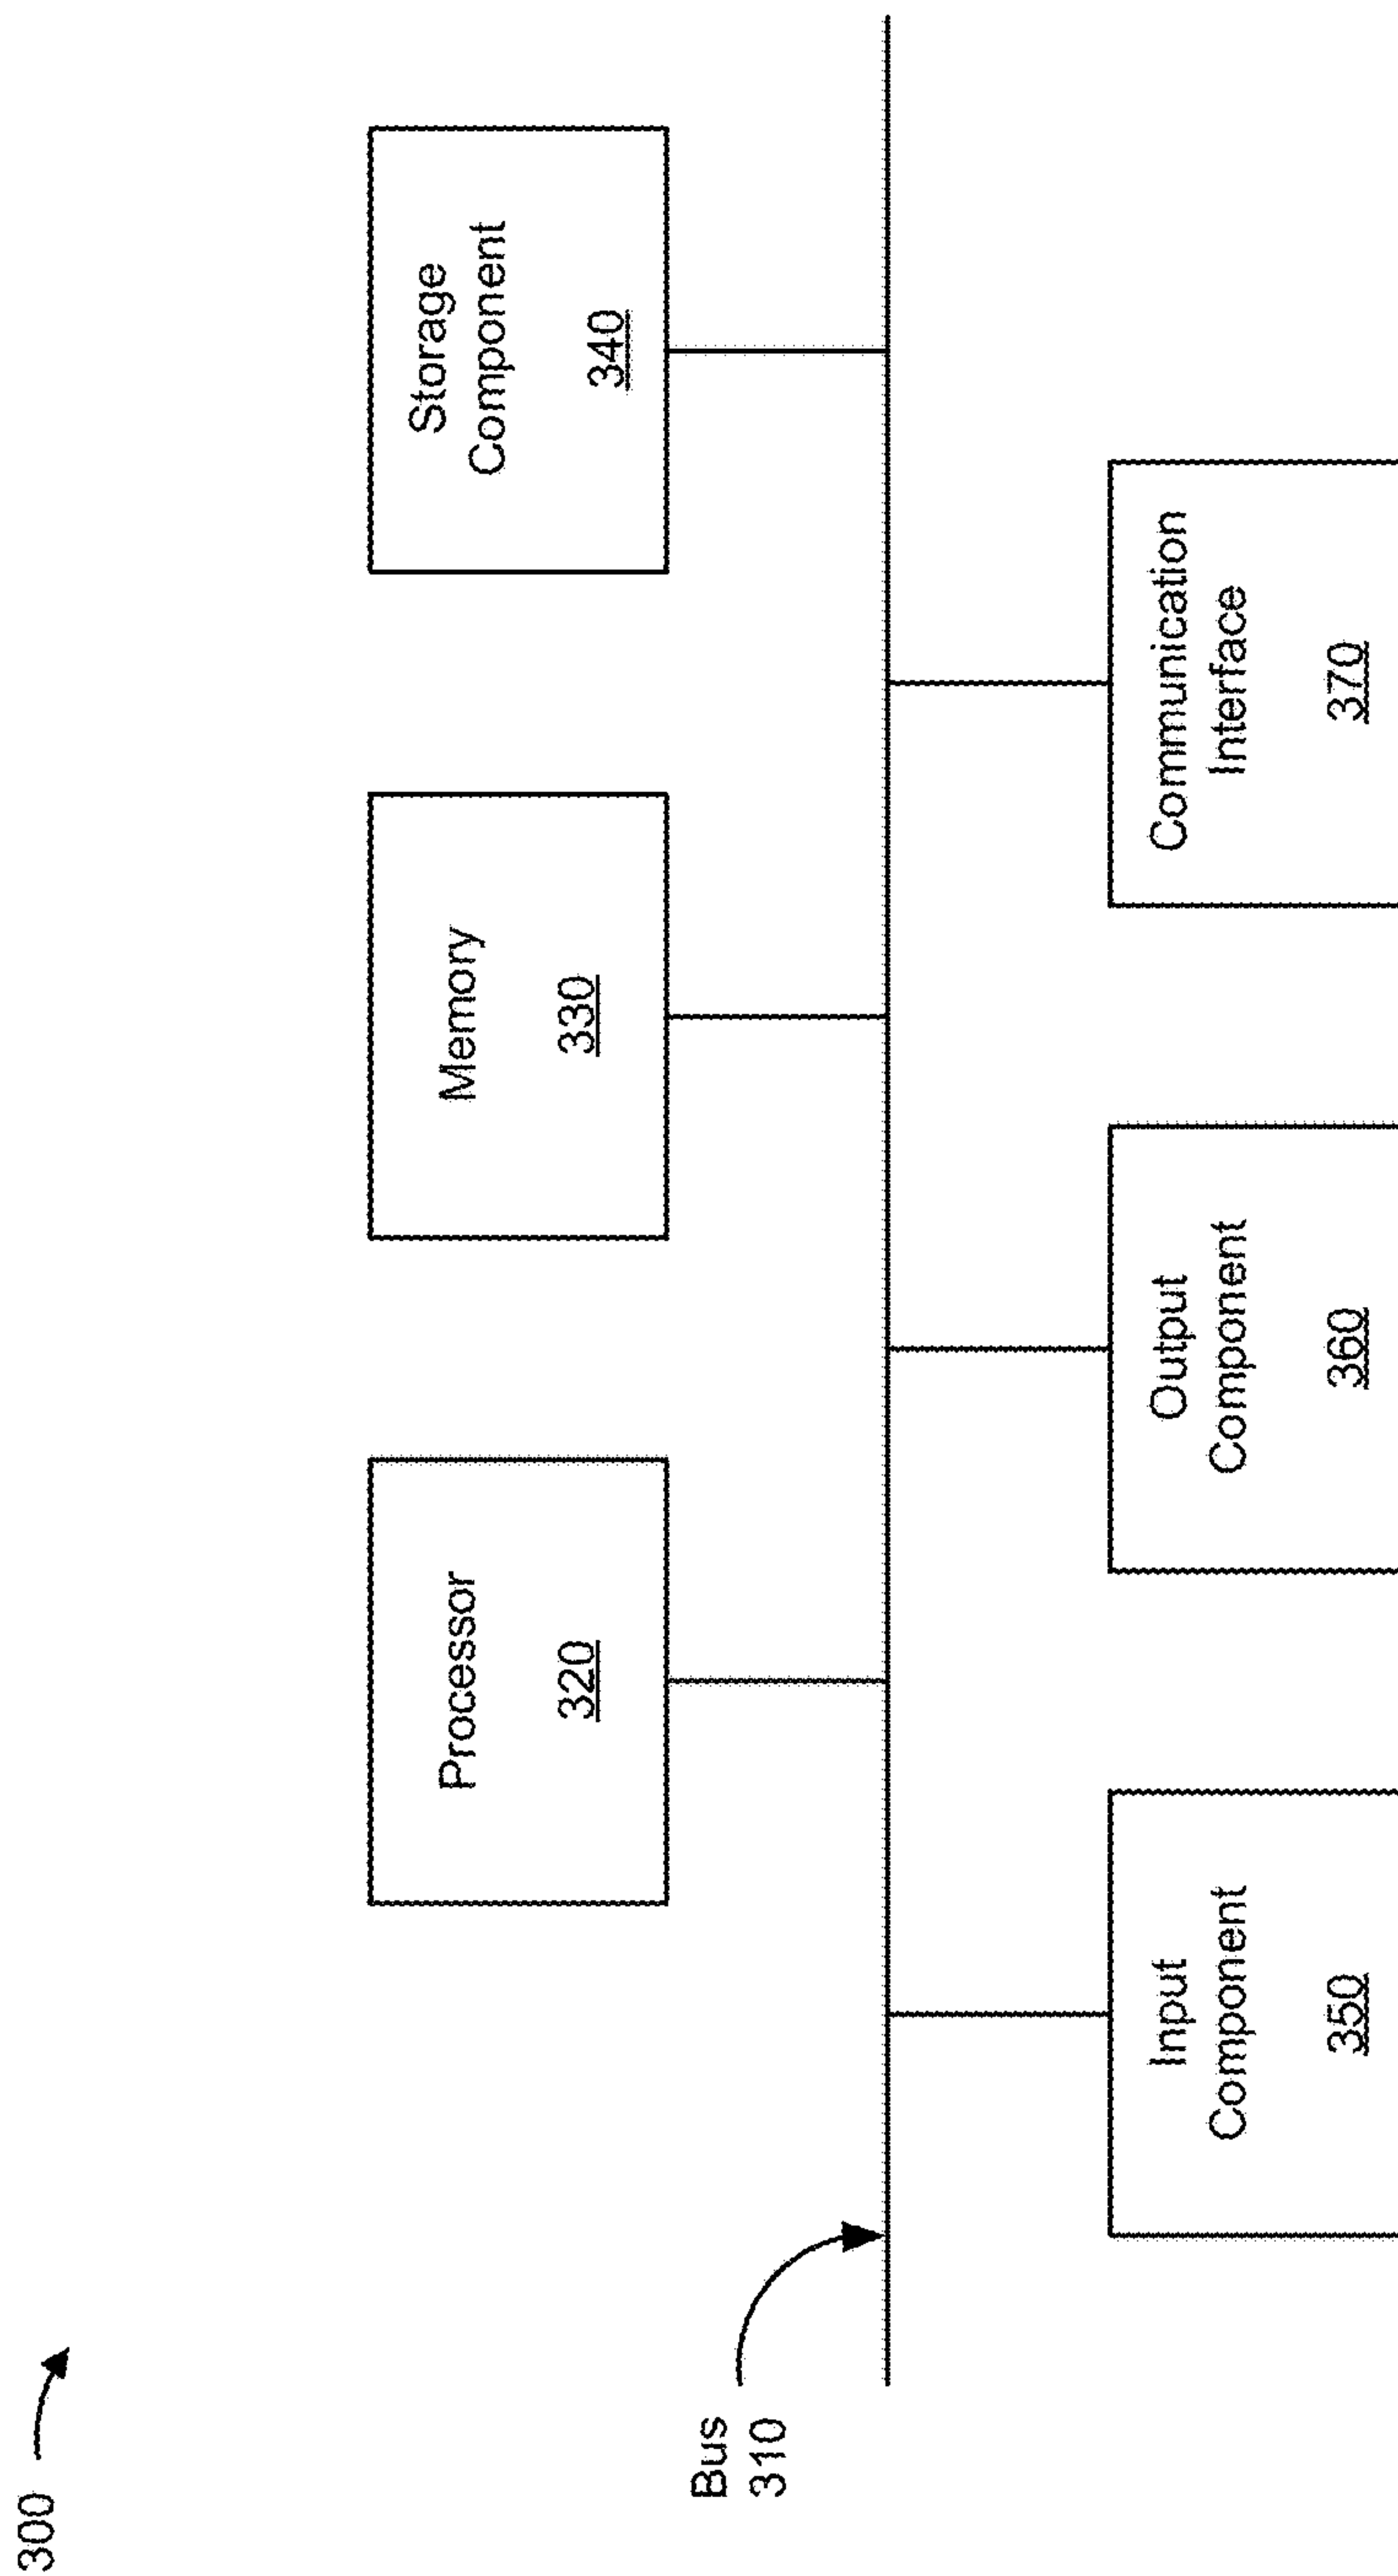 300
Processor
320
Memory
330
Storage
Component
340
Bus
310
Input
Component
350
Output
Component
360
Communication
Interface
370